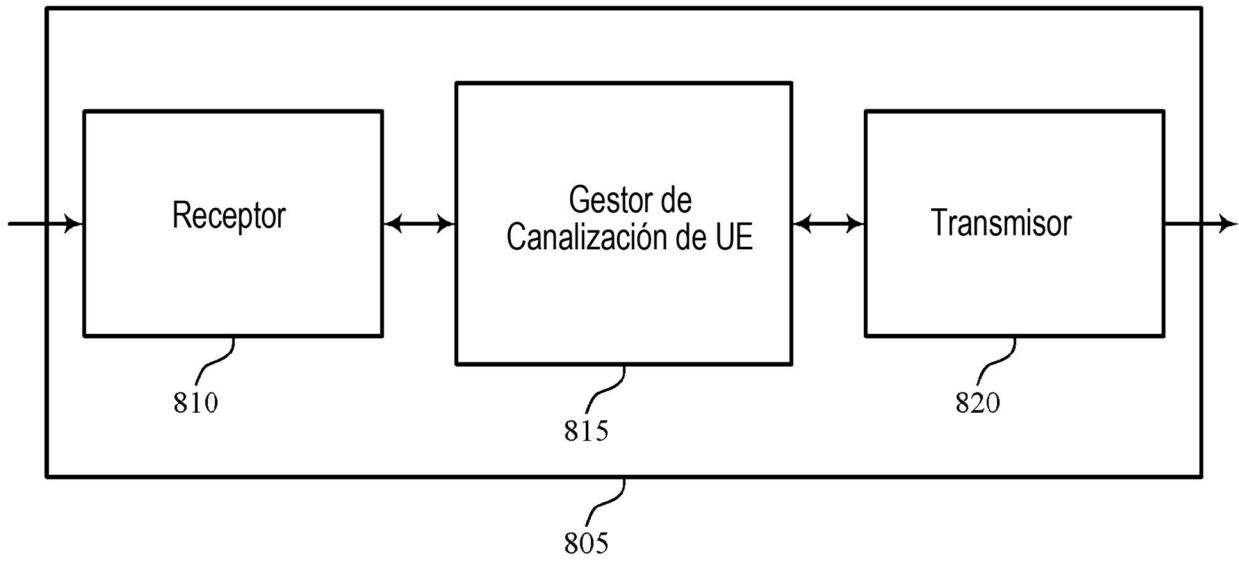 Receptor
Gestor de
Canalización de UE
Transmisor
810
815
820
805